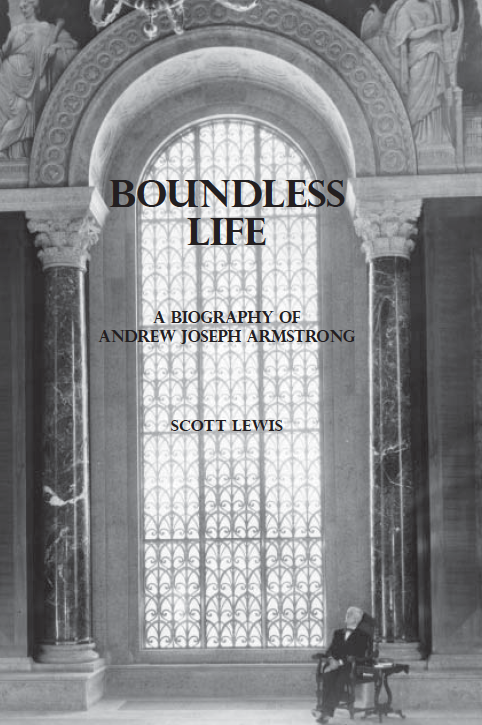 BOUNDLESS
LIFE
A BIOGRAPHY OF
ANDREW JOSEPH ARMSTRONG
SCOTT LEWIS